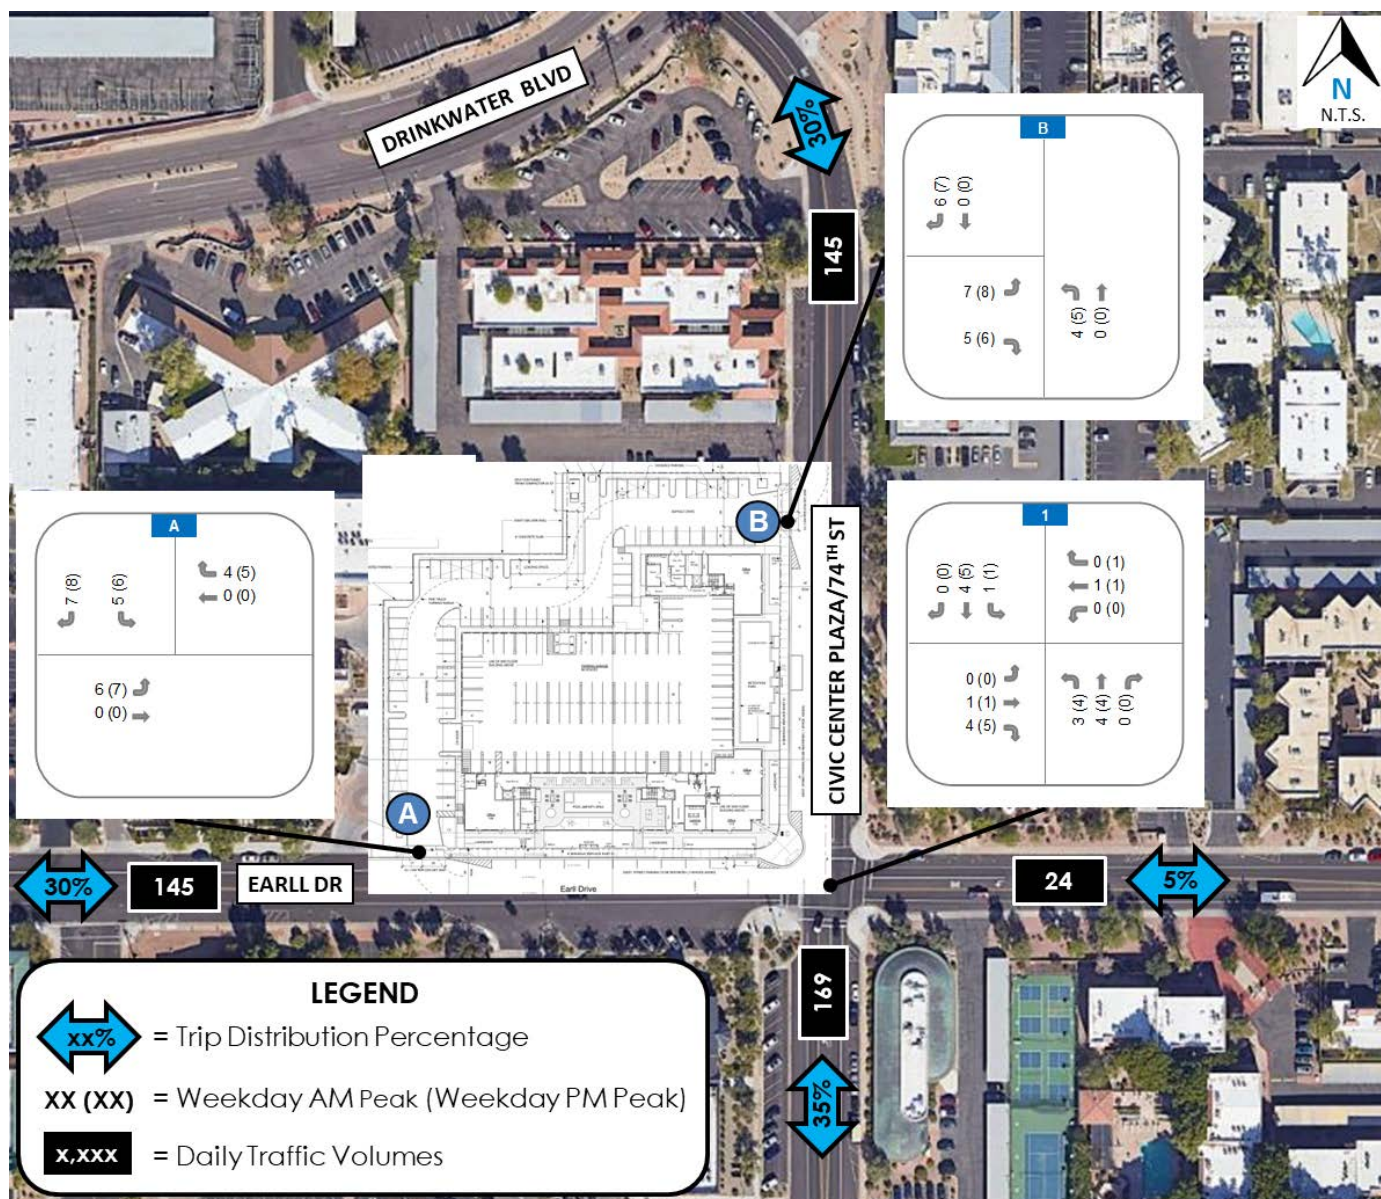 DRINKWATER BLVD
30%
N
N.T.S.
145
B
6 (7)
0 (0)
7 (8)
5 (6)
4 (5)
0 (0)
A
7 (8)
5 (6)
4 (5)
0 (0)
6 (7)
0 (0)
B
CIVIC CENTER PLAZA/74TH ST
1
0 (0)
4 (5)
1 (1)
0 (1)
1 (1)
0 (0)
0 (0)
1 (1)
4 (5)
3 (4)
4 (4)
0 (0)
A
Earll Drive
30%
145
EARLL DR
24
5%
169
35%
LEGEND
xx% = Trip Distribution Percentage
XX (XX) = Weekday AM Peak (Weekday PM Peak)
x,xxx = Daily Traffic Volumes